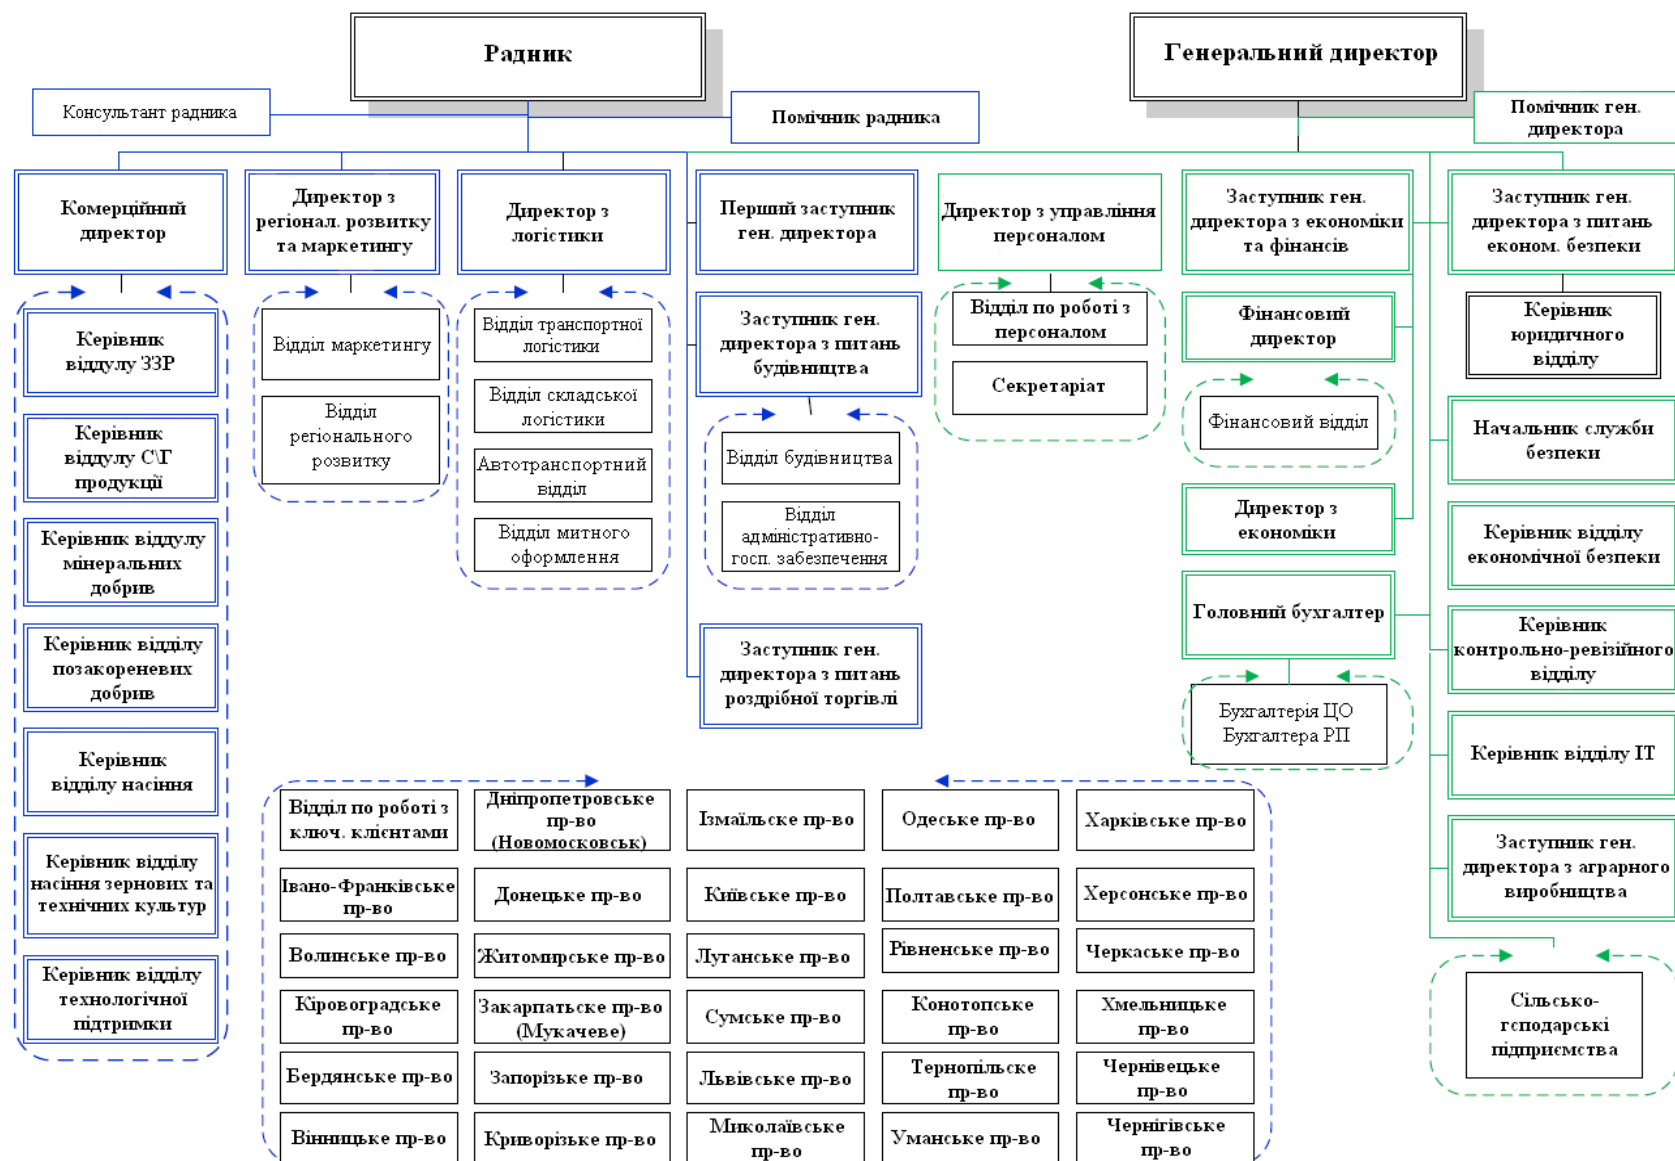 Радник
Генеральний директор
Консультант радника
Помічник радника
Помічник ген.
директора
Комерційний
директор
Директор з
регіонал. розвитку
та маркетингу
Директор з
логістики
Перший заступник
ген. директора
Директор з управління
персоналом
Заступник ген.
директора з економіки
та фінансів
Заступник ген.
директора з питань
економ. безпеки
Керівник
віддулу ЗЗР
Керівник
віддулу С\Г
продукції
Керівник віддулу
мінеральних
добрив
Керівник відділу
позакореневих
добрив
Керівник
відділу насіння
Керівник відділу
насіння зернових та
технічних культур
Керівник відділу
технологічної
підтримки
Відділ маркетингу
Відділ
регіонального
розвитку
Відділ транспортної
логістики
Відділ складської
логістики
Автотранспортний
відділ
Відділ митного
оформлення
Заступник ген.
директора з питань
будівництва
Відділ будівництва
Відділ
адміністративно-
госп. забезпечення
Заступник ген.
директора з питань
роздрібної торгівлі
Відділ по роботі з
персоналом
Секретаріат
Фінансовий
директор
Фінансовий відділ
Директор з
економіки
Головний бухгалтер
Бухгалтерія ЦО
Бухгалтера РП
Керівник
юридичного
відділу
Начальник служби
безпеки
Керівник відділу
економічної безпеки
Керівник
контрольно-ревізійного
відділу
Керівник відділу ІТ
Заступник ген.
директора з аграрного
виробництва
Сільсько-
гсподарські
підприємства
Відділ по роботі з
ключ. клієнтами
Дніпропетровське
пр-во
(Новомосковськ)
Ізмаїльске пр-во
Одеське пр-во
Харківське пр-во
Івано-Франківське
пр-во
Донецьке пр-во
Київське пр-во
Полтавське пр-во
Херсонське пр-во
Волинське пр-во
Житомирське пр-во
Луганське пр-во
Рівненське пр-во
Черкаське пр-во
Кіровоградське
пр-во
Закарпатьске пр-во
(Мукачеве)
Сумське пр-во
Конотопське
пр-во
Хмельницьке
пр-во
Бердянське пр-во
Запорізьке пр-во
Львівське пр-во
Тернопільске
пр-во
Чернівецьке
пр-во
Вінницьке пр-во
Криворізьке пр-во
Миколаївське
пр-во
Уманське пр-во
Чернігівське
пр-во